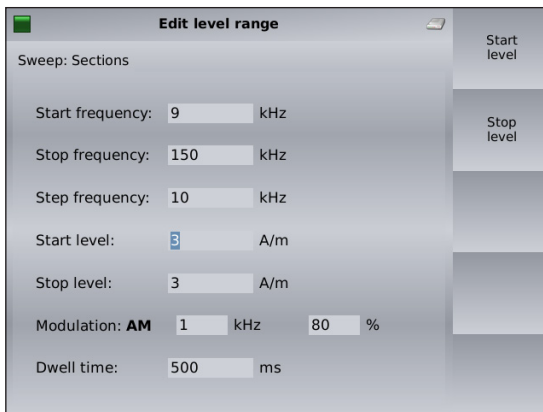 Edit level range
Sweep: Sections
Start frequency: 9 kHz
Stop frequency: 150 kHz
Step frequency: 10 kHz
Start level: 3 A/m
Stop level: 3 A/m
Modulation: AM 1 kHz 80 %
Dwell time: 500 ms
Start
level
Stop
level